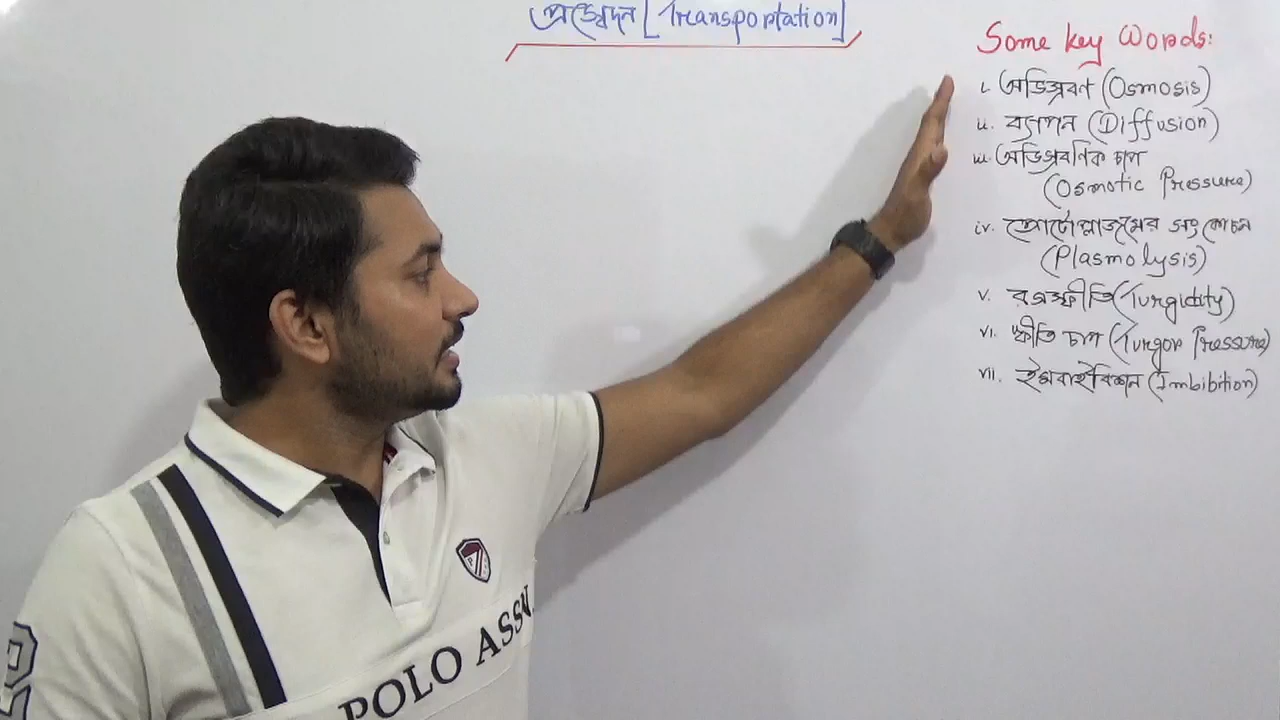 প্রস্বেদন [Transportation]
Some key words:
i. অভিস্রবণ (Osmosis)
ii. ব্যাপন (Diffusion)
iii. অভিস্রবণিক চাপ
(Osmotic Pressure)
iv. প্রোটোপ্লাজমের সংকোচন
(Plasmolysis)
v. রসস্ফীতি (Turgidity)
vi. স্ফীতি চাপ (Turgor Pressure)
vii. ইমবাইবিশন (Imbibition)
POLO ASSN